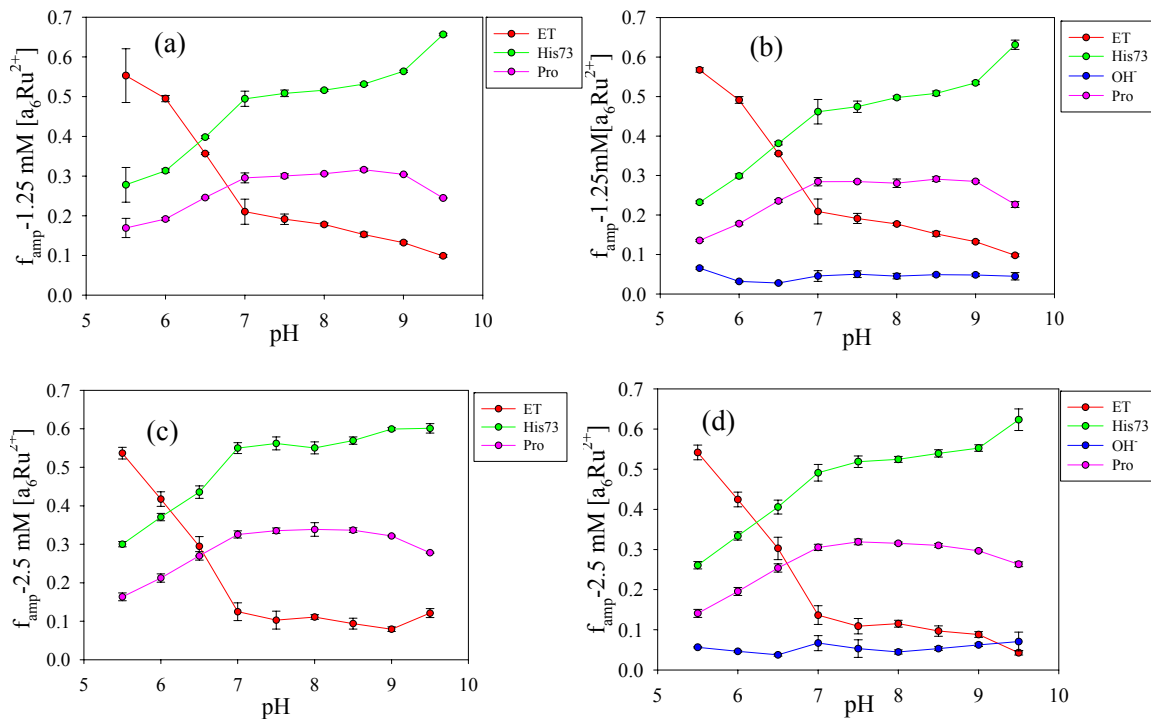 (a)
f_amp-1.25 mM [a₆Ru²⁺]
0.7
0.6
0.5
0.4
0.3
0.2
0.1
0.0
5 6 7 8 9 10
pH
ET
His73
Pro
(b)
f_amp-1.25mM[a₆Ru²⁺]
0.7
0.6
0.5
0.4
0.3
0.2
0.1
0.0
5 6 7 8 9 10
pH
ET
His73
OH⁻
Pro
(c)
f_amp-2.5 mM [a₆Ru²⁺]
0.7
0.6
0.5
0.4
0.3
0.2
0.1
0.0
5 6 7 8 9 10
pH
ET
His73
Pro
(d)
f_amp-2.5 mM [a₆Ru²⁺]
0.7
0.6
0.5
0.4
0.3
0.2
0.1
0.0
5 6 7 8 9 10
pH
ET
His73
OH⁻
Pro